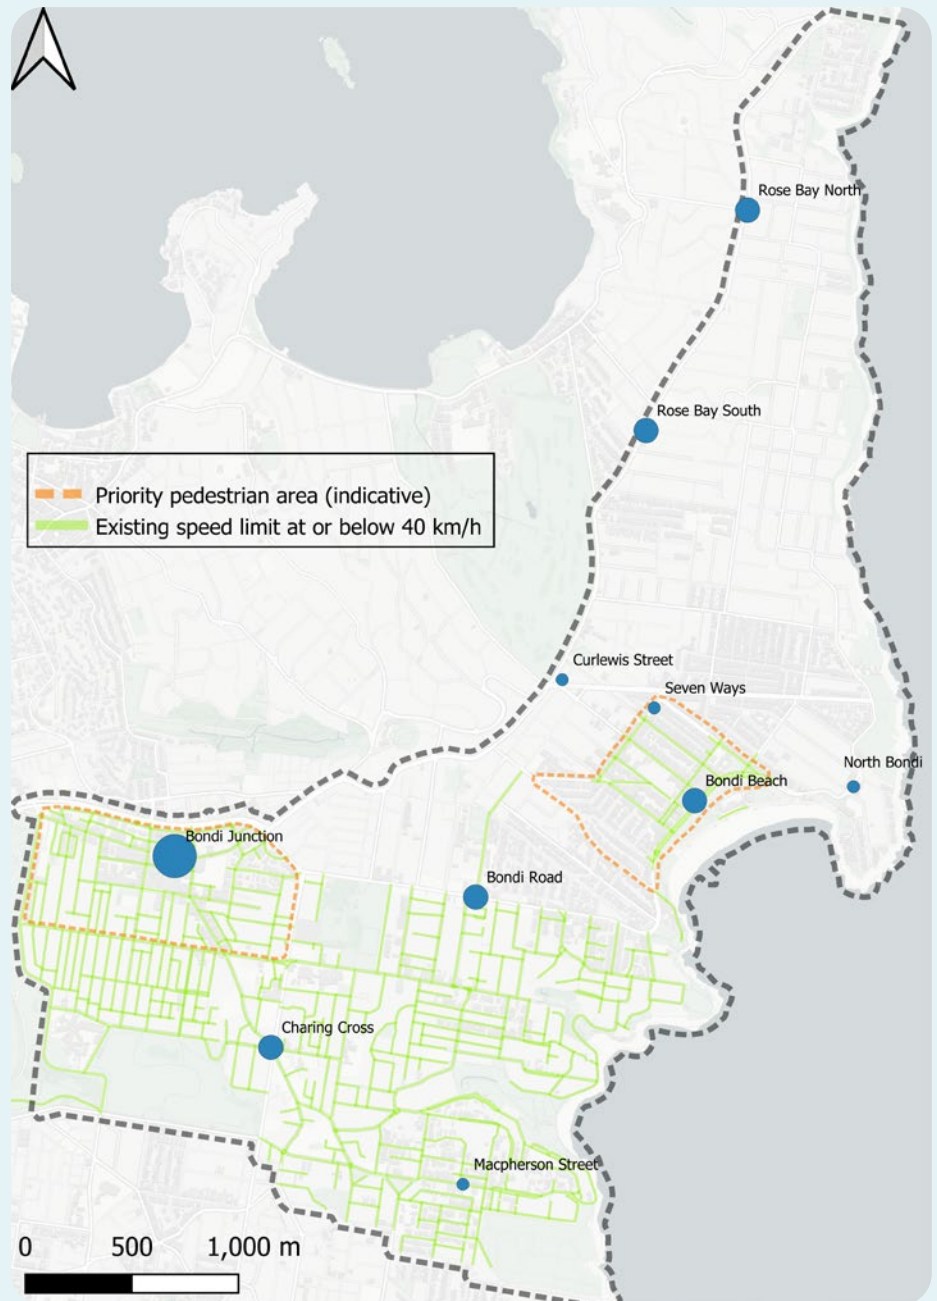 Rose Bay North
Rose Bay South
Priority pedestrian area (indicative)
Existing speed limit at or below 40 km/h
Curlewis Street
Seven Ways
North Bondi
Bondi Beach
Bondi Junction
Bondi Road
Charing Cross
Macpherson Street
0 500 1,000 m